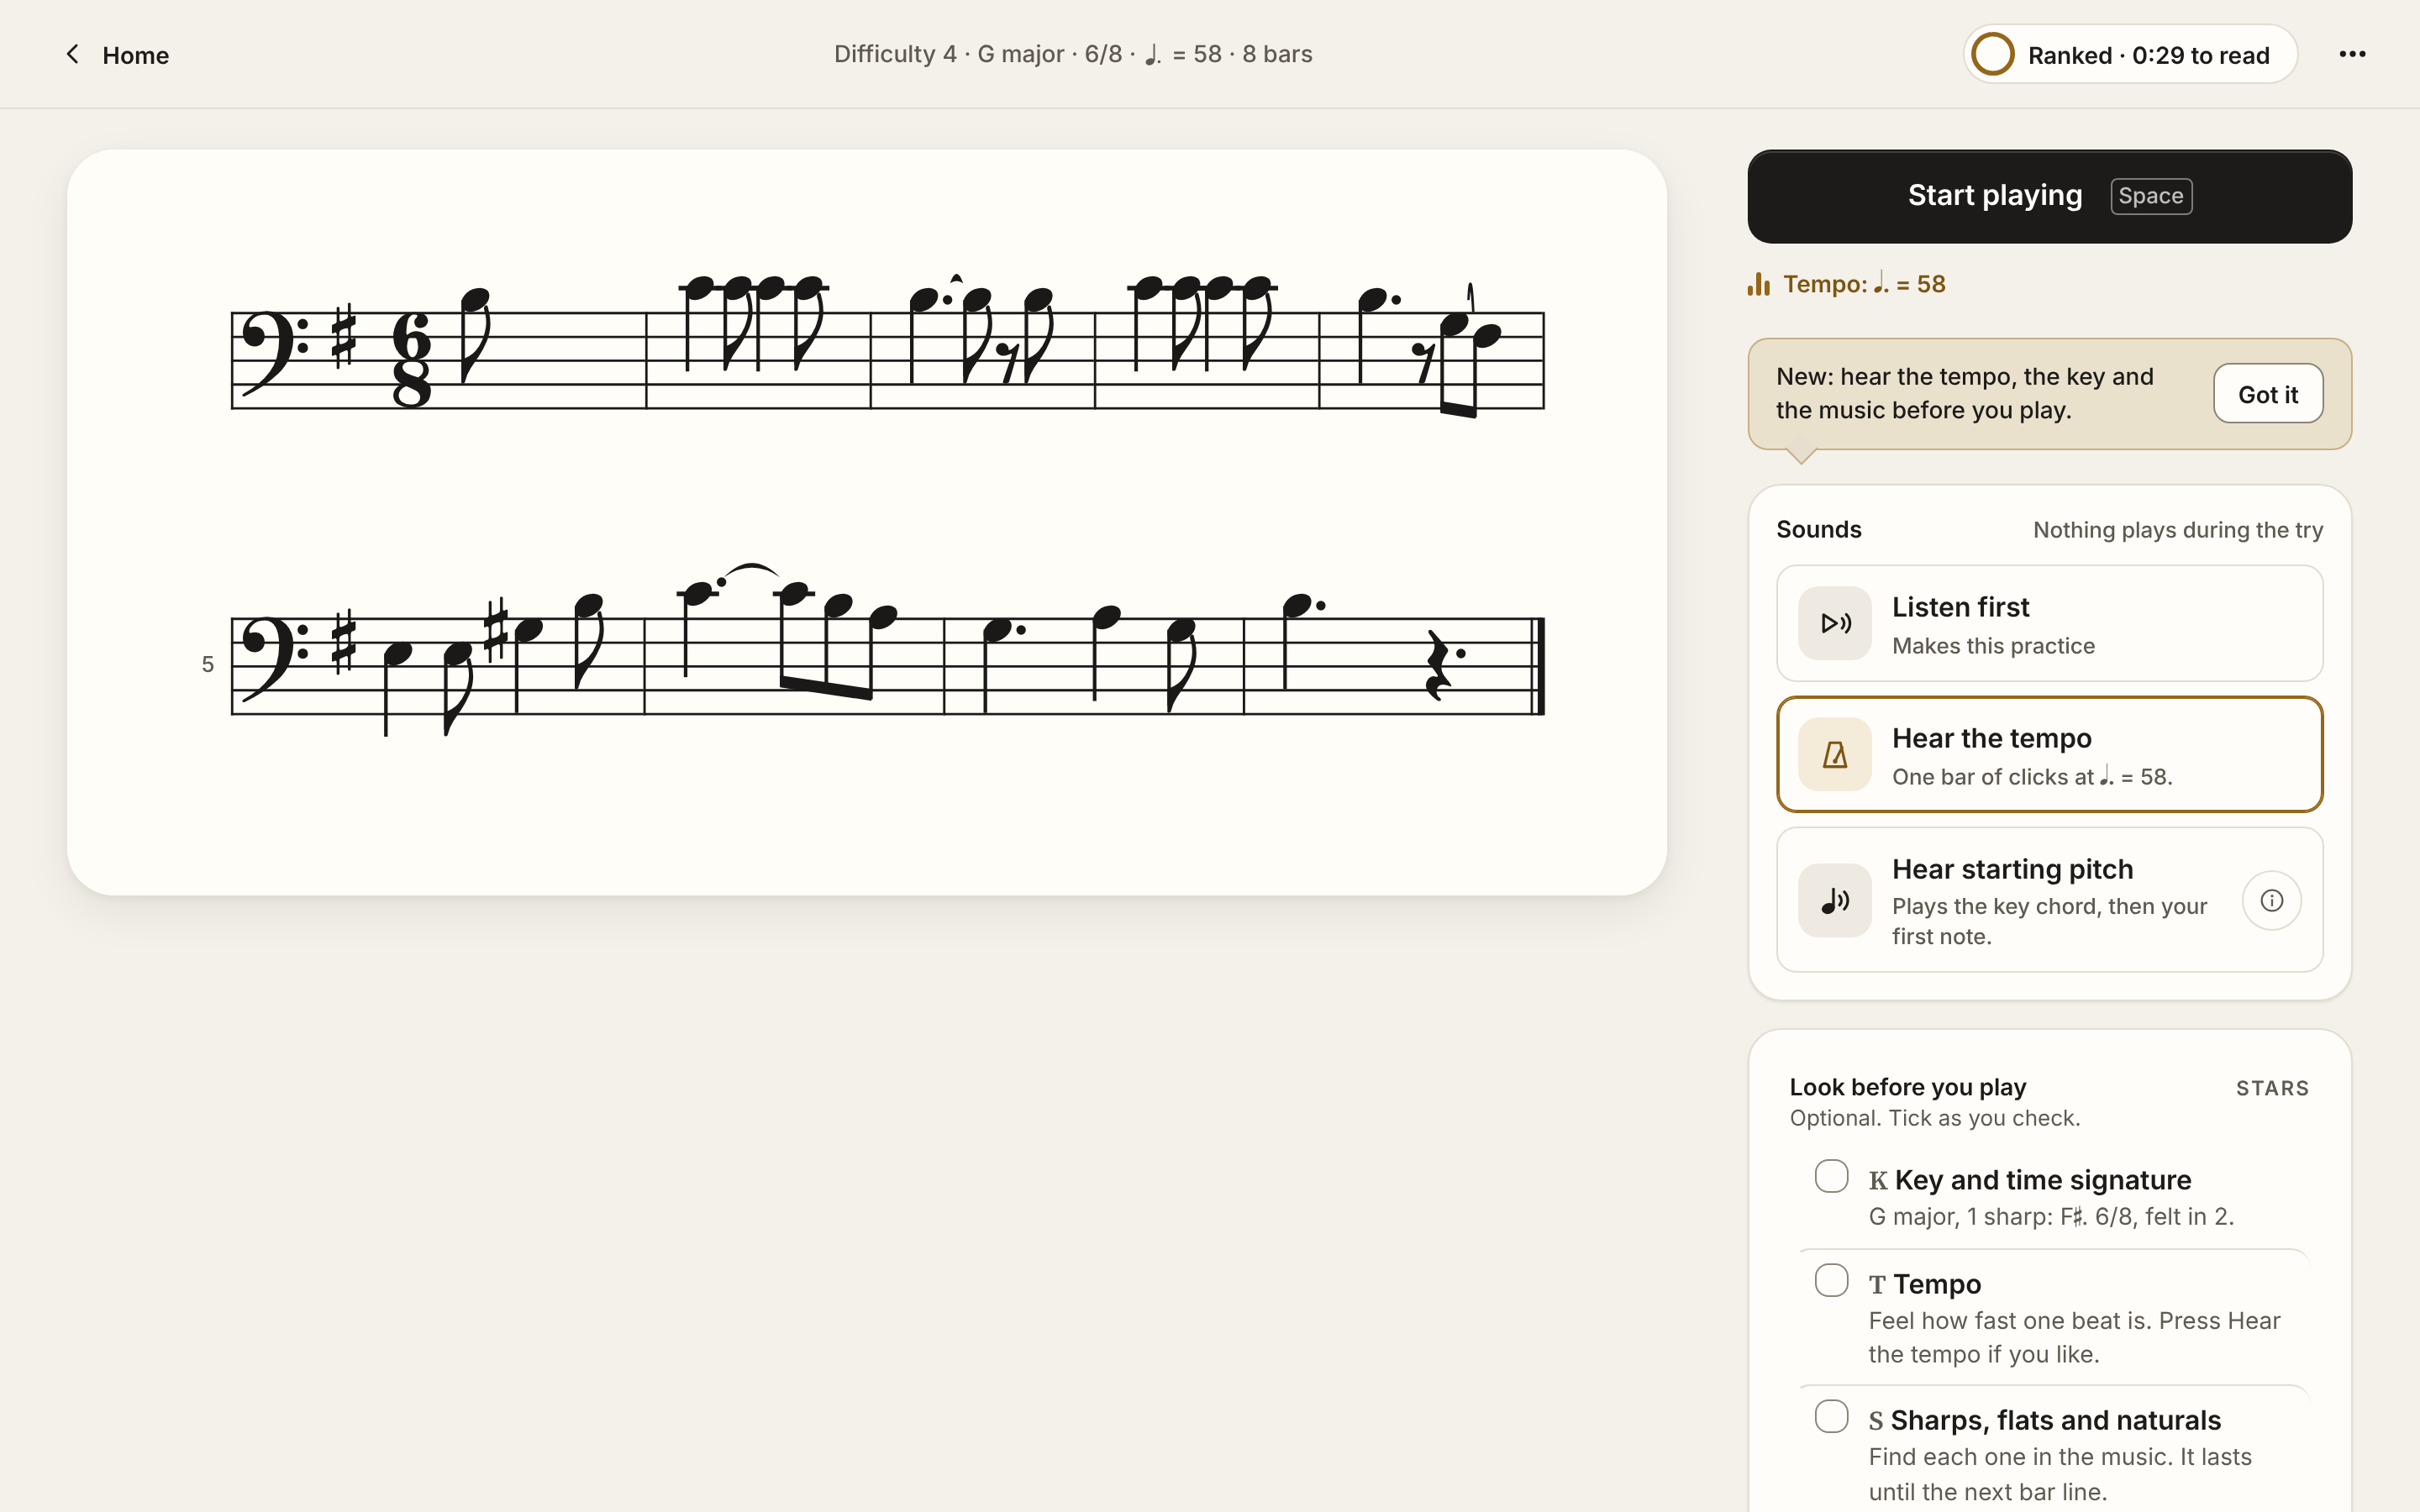 Home
Difficulty 4 · G major · 6/8 · ♩. = 58 · 8 bars
Ranked · 0:29 to read
Start playing Space
Tempo: ♩. = 58
New: hear the tempo, the key and
the music before you play.
Got it
Sounds
Nothing plays during the try
Listen first
Makes this practice
Hear the tempo
One bar of clicks at ♩. = 58.
Hear starting pitch
Plays the key chord, then your
first note.
6
8
5
Look before you play
STARS
Optional. Tick as you check.
K Key and time signature
G major, 1 sharp: F♯. 6/8, felt in 2.
T Tempo
Feel how fast one beat is. Press Hear
the tempo if you like.
S Sharps, flats and naturals
Find each one in the music. It lasts
until the next bar line.